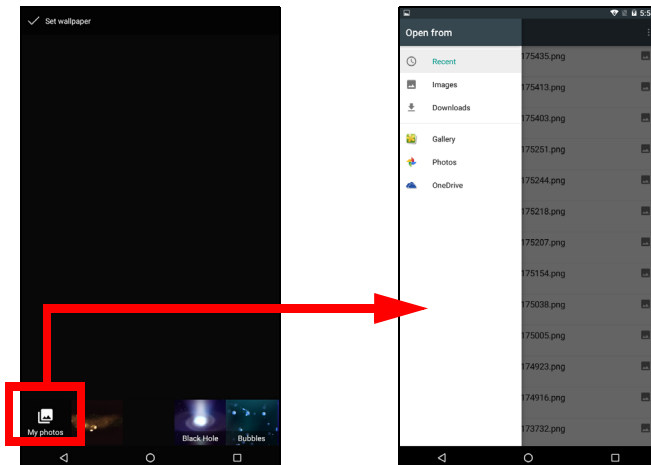 Set wallpaper
My photos
Black Hole
Bubbles
5:5
Open from
Recent
Images
Downloads
Gallery
Photos
OneDrive
175435.png
175413.png
175403.png
175251.png
175244.png
175218.png
175207.png
175154.png
175038.png
175005.png
174923.png
174916.png
173732.png